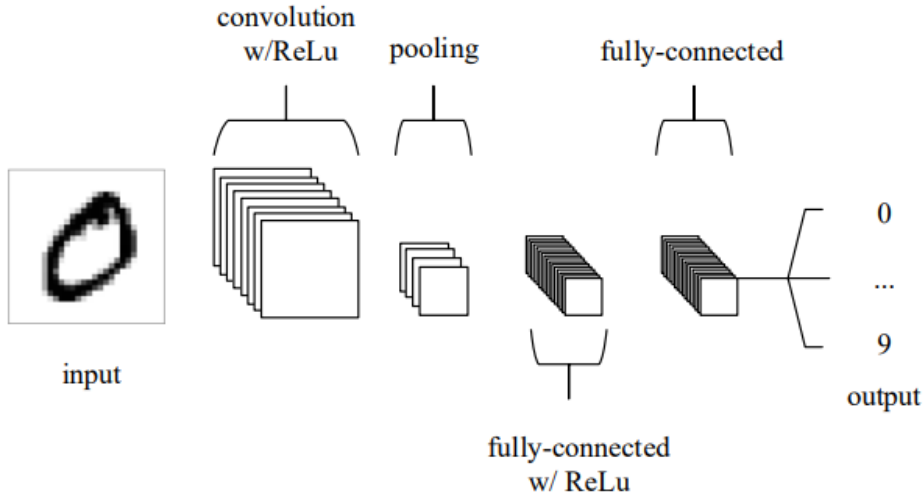 convolution
w/ReLu
pooling
fully-connected
0
...
9
input
output
fully-connected
w/ ReLu